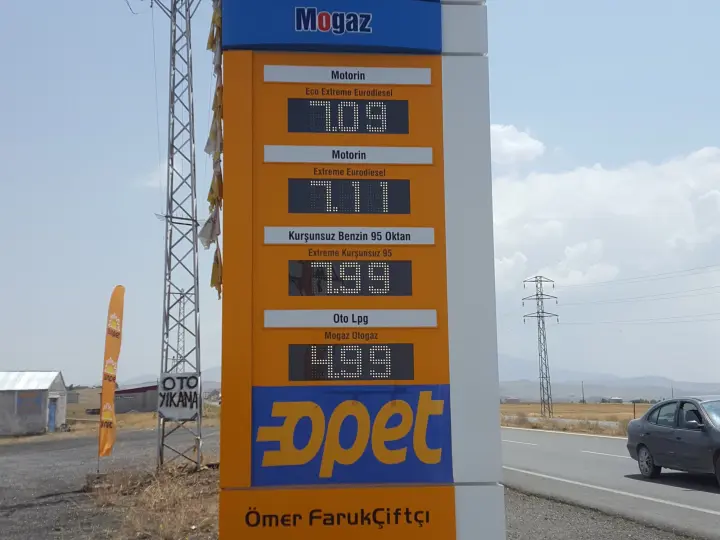 Mogaz
Motorin
Eco Extreme Eurodiesel
7.09
Motorin
Extreme Eurodiesel
7.11
Kurşunsuz Benzin 95 Oktan
Extreme Kurşunsuz 95
7.99
Oto Lpg
Mogaz Otogaz
4.99
opet
Ömer FarukÇiftçi
OTO
YIKAMA